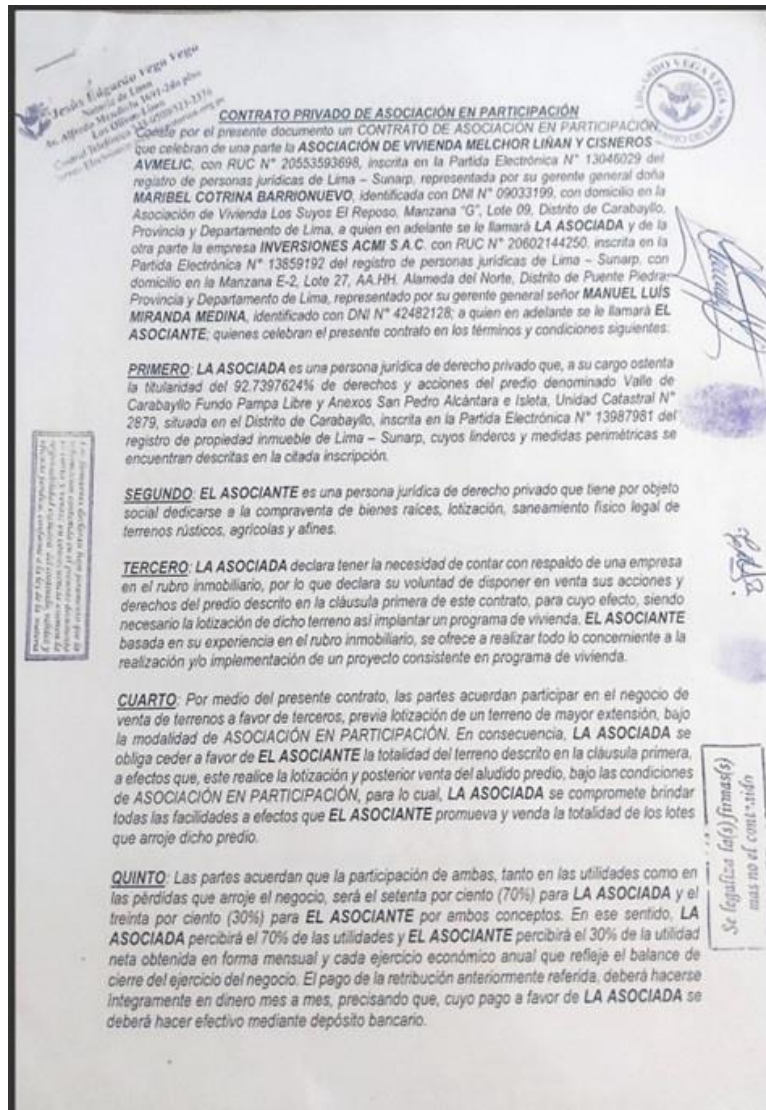 Jesús Edgardo Vega Vega
Notario de Lima
CONTRATO PRIVADO DE ASOCIACIÓN EN PARTICIPACIÓN
Conste por el presente documento un CONTRATO DE ASOCIACIÓN EN PARTICIPACIÓN
que celebran de una parte la ASOCIACIÓN DE VIVIENDA MELCHOR LIÑAN Y CISNEROS –
AVMELIC, con RUC N° 20553593698, inscrita en la Partida Electrónica N° 13046029 del
registro de personas jurídicas de Lima – Sunarp, representada por su gerente general doña
MARIBEL COTRINA BARRIONUEVO, identificada con DNI N° 09033199, con domicilio en la
Asociación de Vivienda Los Suyos El Reposo, Manzana "G", Lote 09, Distrito de Carabayllo,
Provincia y Departamento de Lima, a quien en adelante se le llamará LA ASOCIADA y de la
otra parte la empresa INVERSIONES ACMI S.A.C. con RUC N° 20602144250, inscrita en la
Partida Electrónica N° 13859192 del registro de personas jurídicas de Lima – Sunarp, con
domicilio en la Manzana E-2, Lote 27, AA.HH. Alameda del Norte, Distrito de Puente Piedra,
Provincia y Departamento de Lima, representado por su gerente general señor MANUEL LUÍS
MIRANDA MEDINA, identificado con DNI N° 42482128; a quien en adelante se le llamará EL
ASOCIANTE; quienes celebran el presente contrato en los términos y condiciones siguientes:
PRIMERO: LA ASOCIADA es una persona jurídica de derecho privado que, a su cargo ostenta
la titularidad del 92.7397624% de derechos y acciones del predio denominado Valle de
Carabayllo Fundo Pampa Libre y Anexos San Pedro Alcántara e Isleta, Unidad Catastral N°
2879, situada en el Distrito de Carabayllo, inscrita en la Partida Electrónica N° 13987981 del
registro de propiedad inmueble de Lima – Sunarp, cuyos linderos y medidas perimétricas se
encuentran descritas en la citada inscripción.
SEGUNDO: EL ASOCIANTE es una persona jurídica de derecho privado que tiene por objeto
social dedicarse a la compraventa de bienes raíces, lotización, saneamiento físico legal de
terrenos rústicos, agrícolas y afines.
TERCERO: LA ASOCIADA declara tener la necesidad de contar con respaldo de una empresa
en el rubro inmobiliario, por lo que declara su voluntad de disponer en venta sus acciones y
derechos del predio descrito en la cláusula primera de este contrato, para cuyo efecto, siendo
necesario la lotización de dicho terreno así implantar un programa de vivienda. EL ASOCIANTE
basada en su experiencia en el rubro inmobiliario, se ofrece a realizar todo lo concerniente a la
realización y/o implementación de un proyecto consistente en programa de vivienda.
CUARTO: Por medio del presente contrato, las partes acuerdan participar en el negocio de
venta de terrenos a favor de terceros, previa lotización de un terreno de mayor extensión, bajo
la modalidad de ASOCIACIÓN EN PARTICIPACIÓN. En consecuencia, LA ASOCIADA se
obliga ceder a favor de EL ASOCIANTE la totalidad del terreno descrito en la cláusula primera,
a efectos que, este realice la lotización y posterior venta del aludido predio, bajo las condiciones
de ASOCIACIÓN EN PARTICIPACIÓN, para lo cual, LA ASOCIADA se compromete brindar
todas las facilidades a efectos que EL ASOCIANTE promueva y venda la totalidad de los lotes
que arroje dicho predio.
QUINTO: Las partes acuerdan que la participación de ambas, tanto en las utilidades como en
las pérdidas que arroje el negocio, será el setenta por ciento (70%) para LA ASOCIADA y el
treinta por ciento (30%) para EL ASOCIANTE por ambos conceptos. En ese sentido, LA
ASOCIADA percibirá el 70% de las utilidades y EL ASOCIANTE percibirá el 30% de la utilidad
neta obtenida en forma mensual y cada ejercicio económico anual que refleje el balance de
cierre del ejercicio del negocio. El pago de la retribución anteriormente referida, deberá hacerse
íntegramente en dinero mes a mes, precisando que, cuyo pago a favor de LA ASOCIADA se
deberá hacer efectivo mediante depósito bancario.
Se legaliza la(s) firmas(s)
mas no el contenido